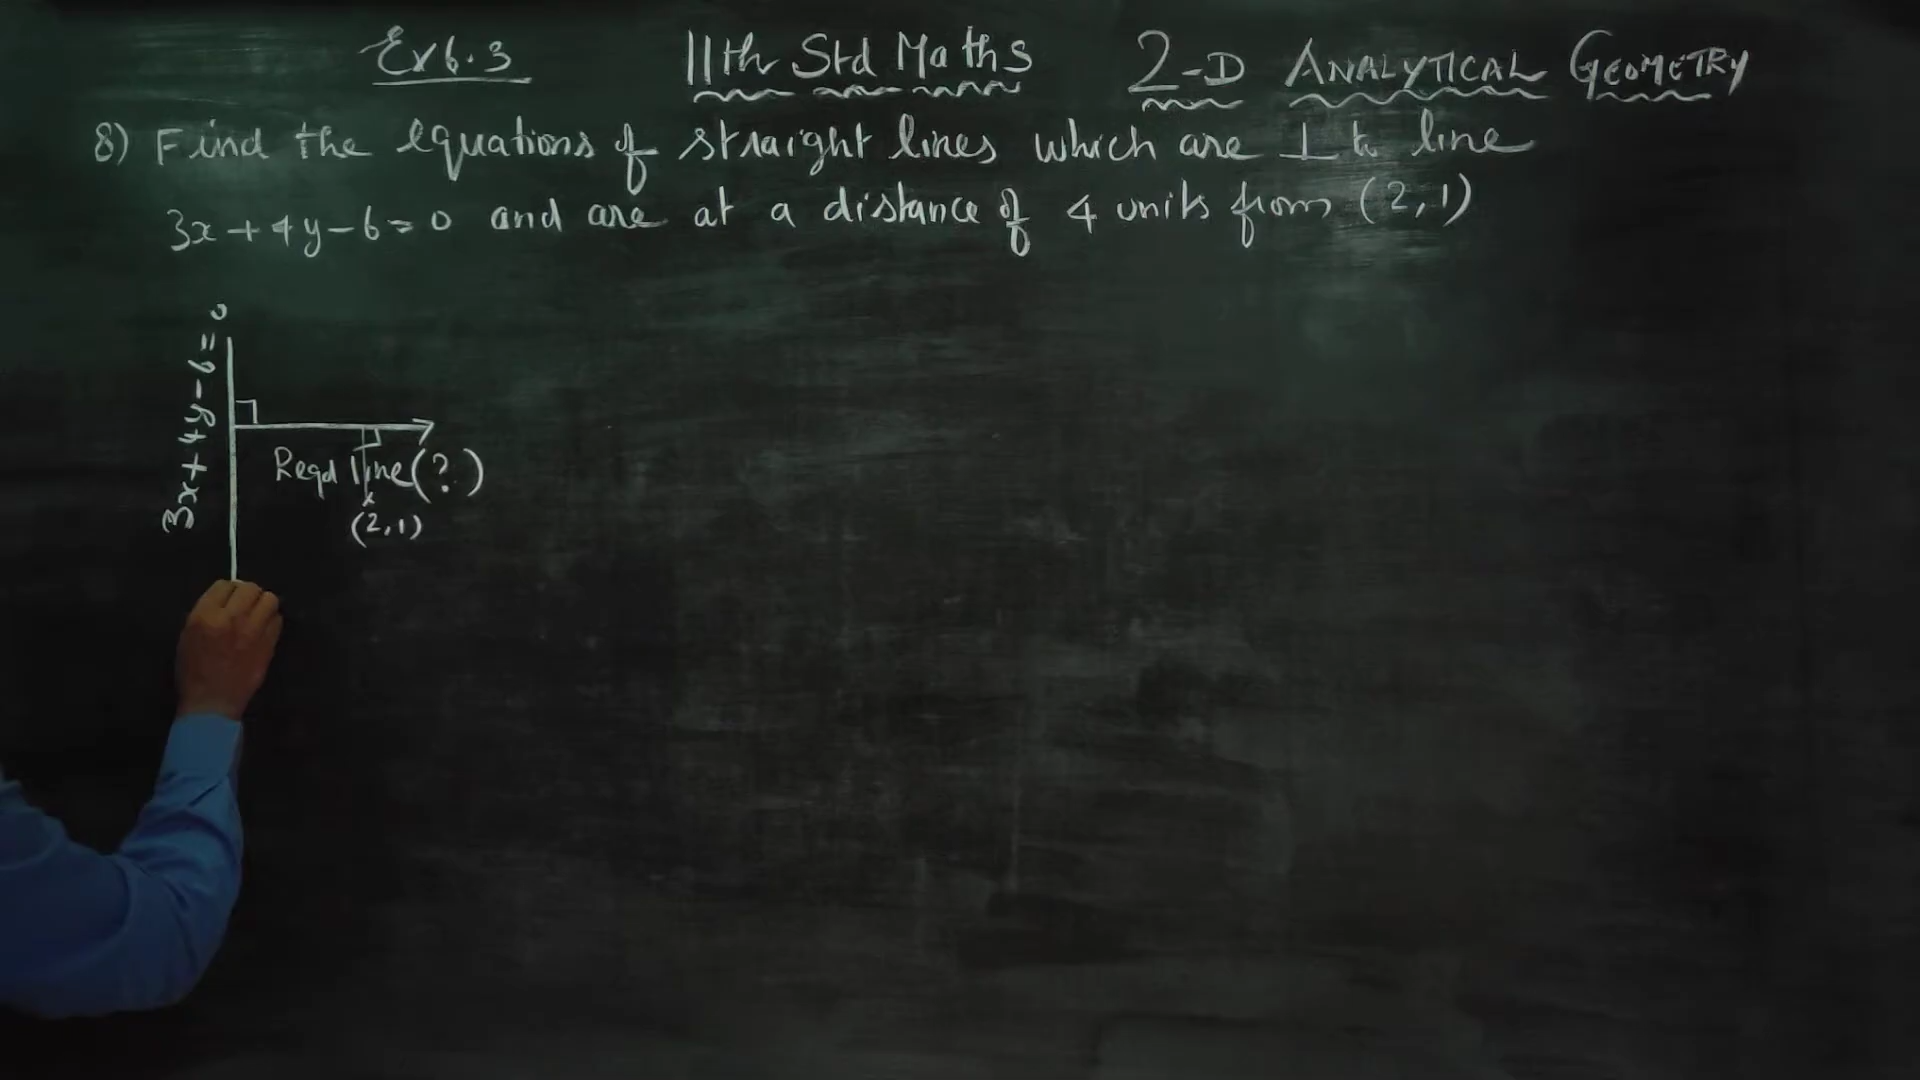 Ex 6.3 11th Std Maths 2-D ANALYTICAL GEOMETRY
8) Find the equations of straight lines which are ⊥ to line
3x + 4y - 6 = 0 and are at a distance of 4 units from (2,1)
3x + 4y - 6 = 0
Reqd line (?)
(2,1)